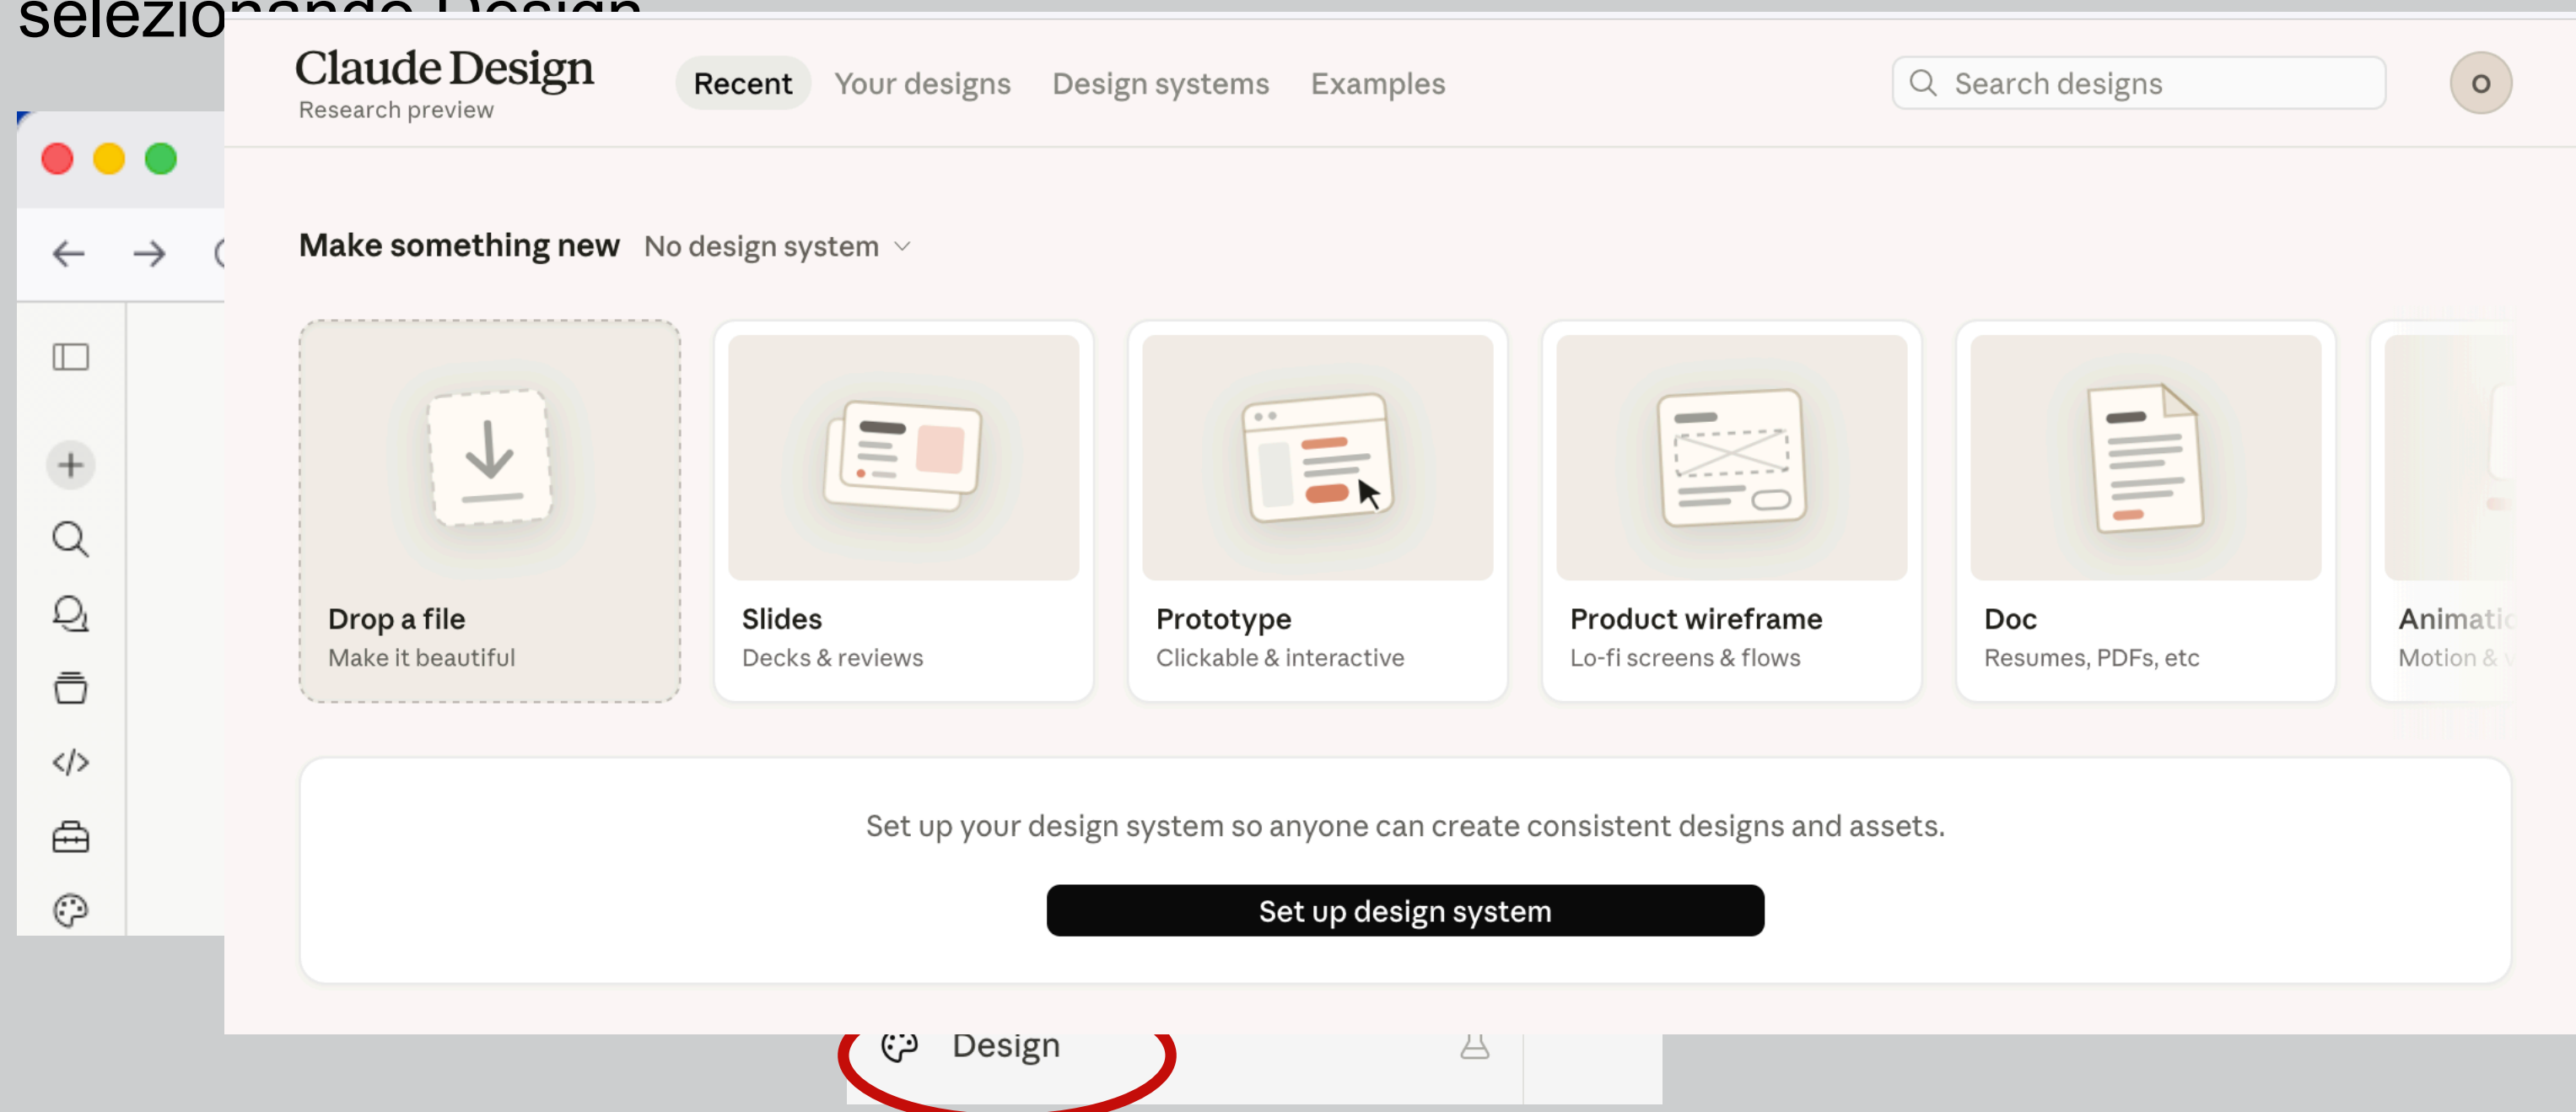 Claude Design
Research preview
Recent
Your designs
Design systems
Examples
Search designs
O
Make something new
No design system
Drop a file
Make it beautiful
Slides
Decks & reviews
Prototype
Clickable & interactive
Product wireframe
Lo-fi screens & flows
Doc
Resumes, PDFs, etc
Motion &
Set up your design system so anyone can create consistent designs and assets.
Set up design system
Design